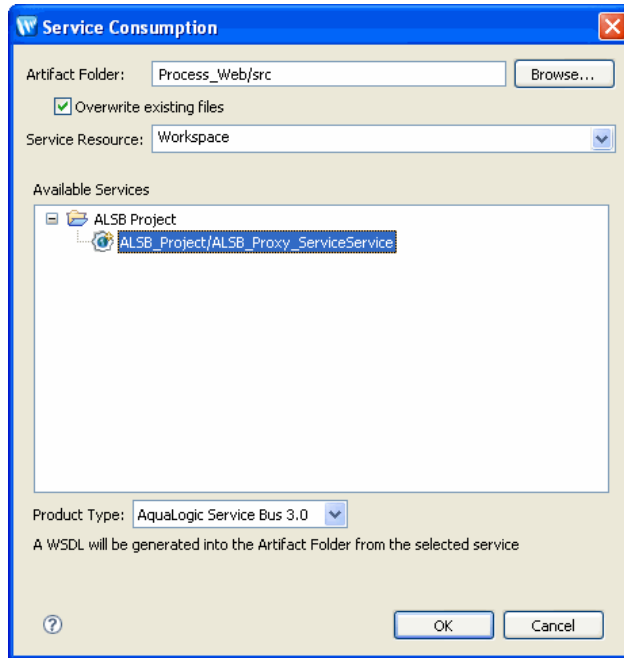 Service Consumption
Artifact Folder: Process_Web/src Browse...
Overwrite existing files
Service Resource: Workspace
Available Services
ALSB Project
ALSB_Project/ALSB_Proxy_ServiceService
Product Type: AquaLogic Service Bus 3.0
A WSDL will be generated into the Artifact Folder from the selected service
OK Cancel